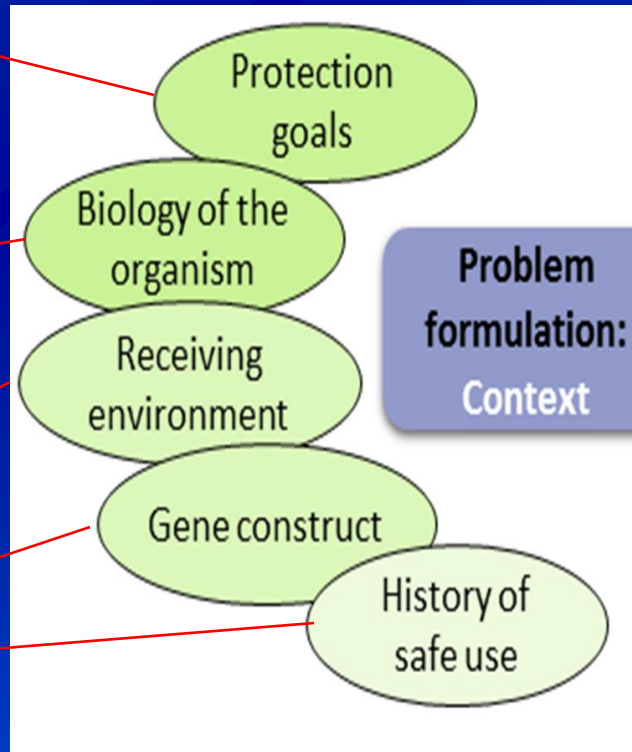 Protection
goals
Biology of the
organism
Receiving
environment
Gene construct
History of
safe use
Problem
formulation:
Context